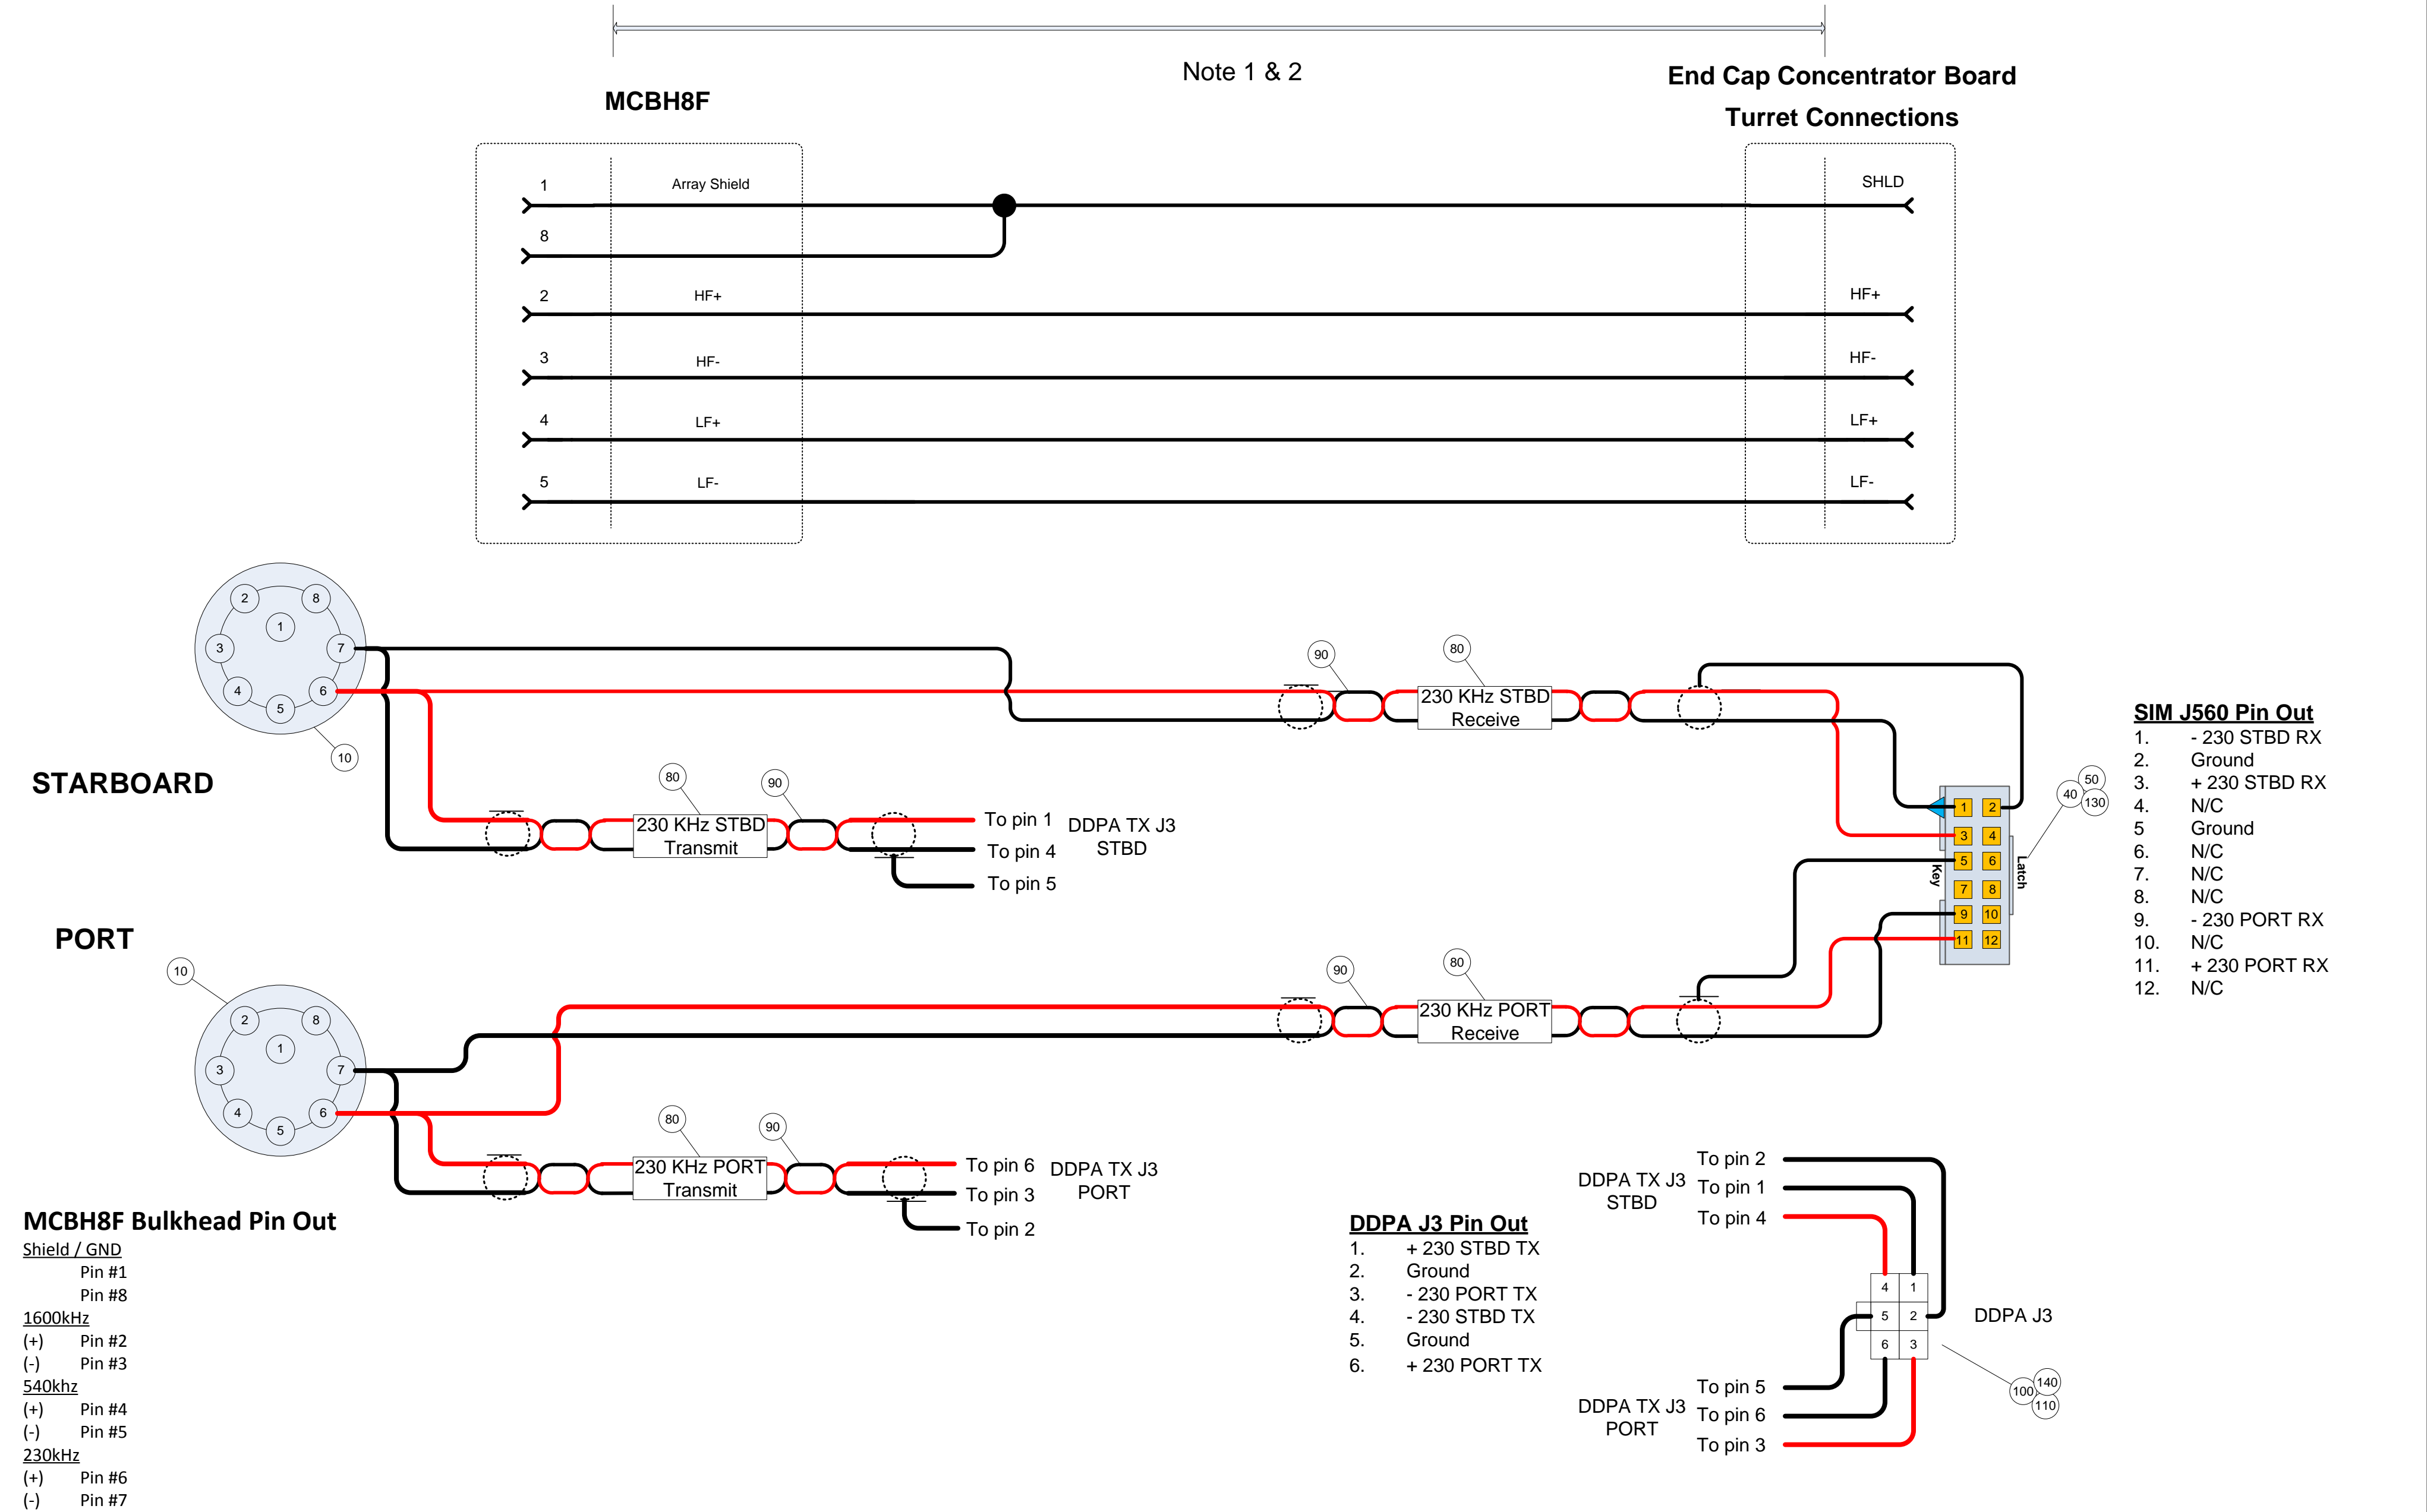 Note 1 & 2
MCBH8F
End Cap Concentrator Board
Turret Connections
1 Array Shield SHLD
8
2 HF+ HF+
3 HF- HF-
4 LF+ LF+
5 LF- LF-
2 8
1
3 7
4 6
5
10
STARBOARD
90 80
230 KHz STBD
Receive
80 90
230 KHz STBD
Transmit
To pin 1
To pin 4
To pin 5
DDPA TX J3
STBD
1 2
3 4
5 6
7 8
9 10
11 12
Key
Latch
40 50
130
SIM J560 Pin Out
1. - 230 STBD RX
2. Ground
3. + 230 STBD RX
4. N/C
5 Ground
6. N/C
7. N/C
8. N/C
9. - 230 PORT RX
10. N/C
11. + 230 PORT RX
12. N/C
PORT
10
2 8
1
3 7
4 6
5
90 80
230 KHz PORT
Receive
80 90
230 KHz PORT
Transmit
To pin 6
To pin 3
To pin 2
DDPA TX J3
PORT
MCBH8F Bulkhead Pin Out
Shield / GND
Pin #1
Pin #8
1600kHz
(+) Pin #2
(-) Pin #3
540khz
(+) Pin #4
(-) Pin #5
230kHz
(+) Pin #6
(-) Pin #7
DDPA J3 Pin Out
1. + 230 STBD TX
2. Ground
3. - 230 PORT TX
4. - 230 STBD TX
5. Ground
6. + 230 PORT TX
DDPA TX J3
STBD
To pin 2
To pin 1
To pin 4
4 1
5 2
6 3
DDPA J3
DDPA TX J3
PORT
To pin 5
To pin 6
To pin 3
100 140
110